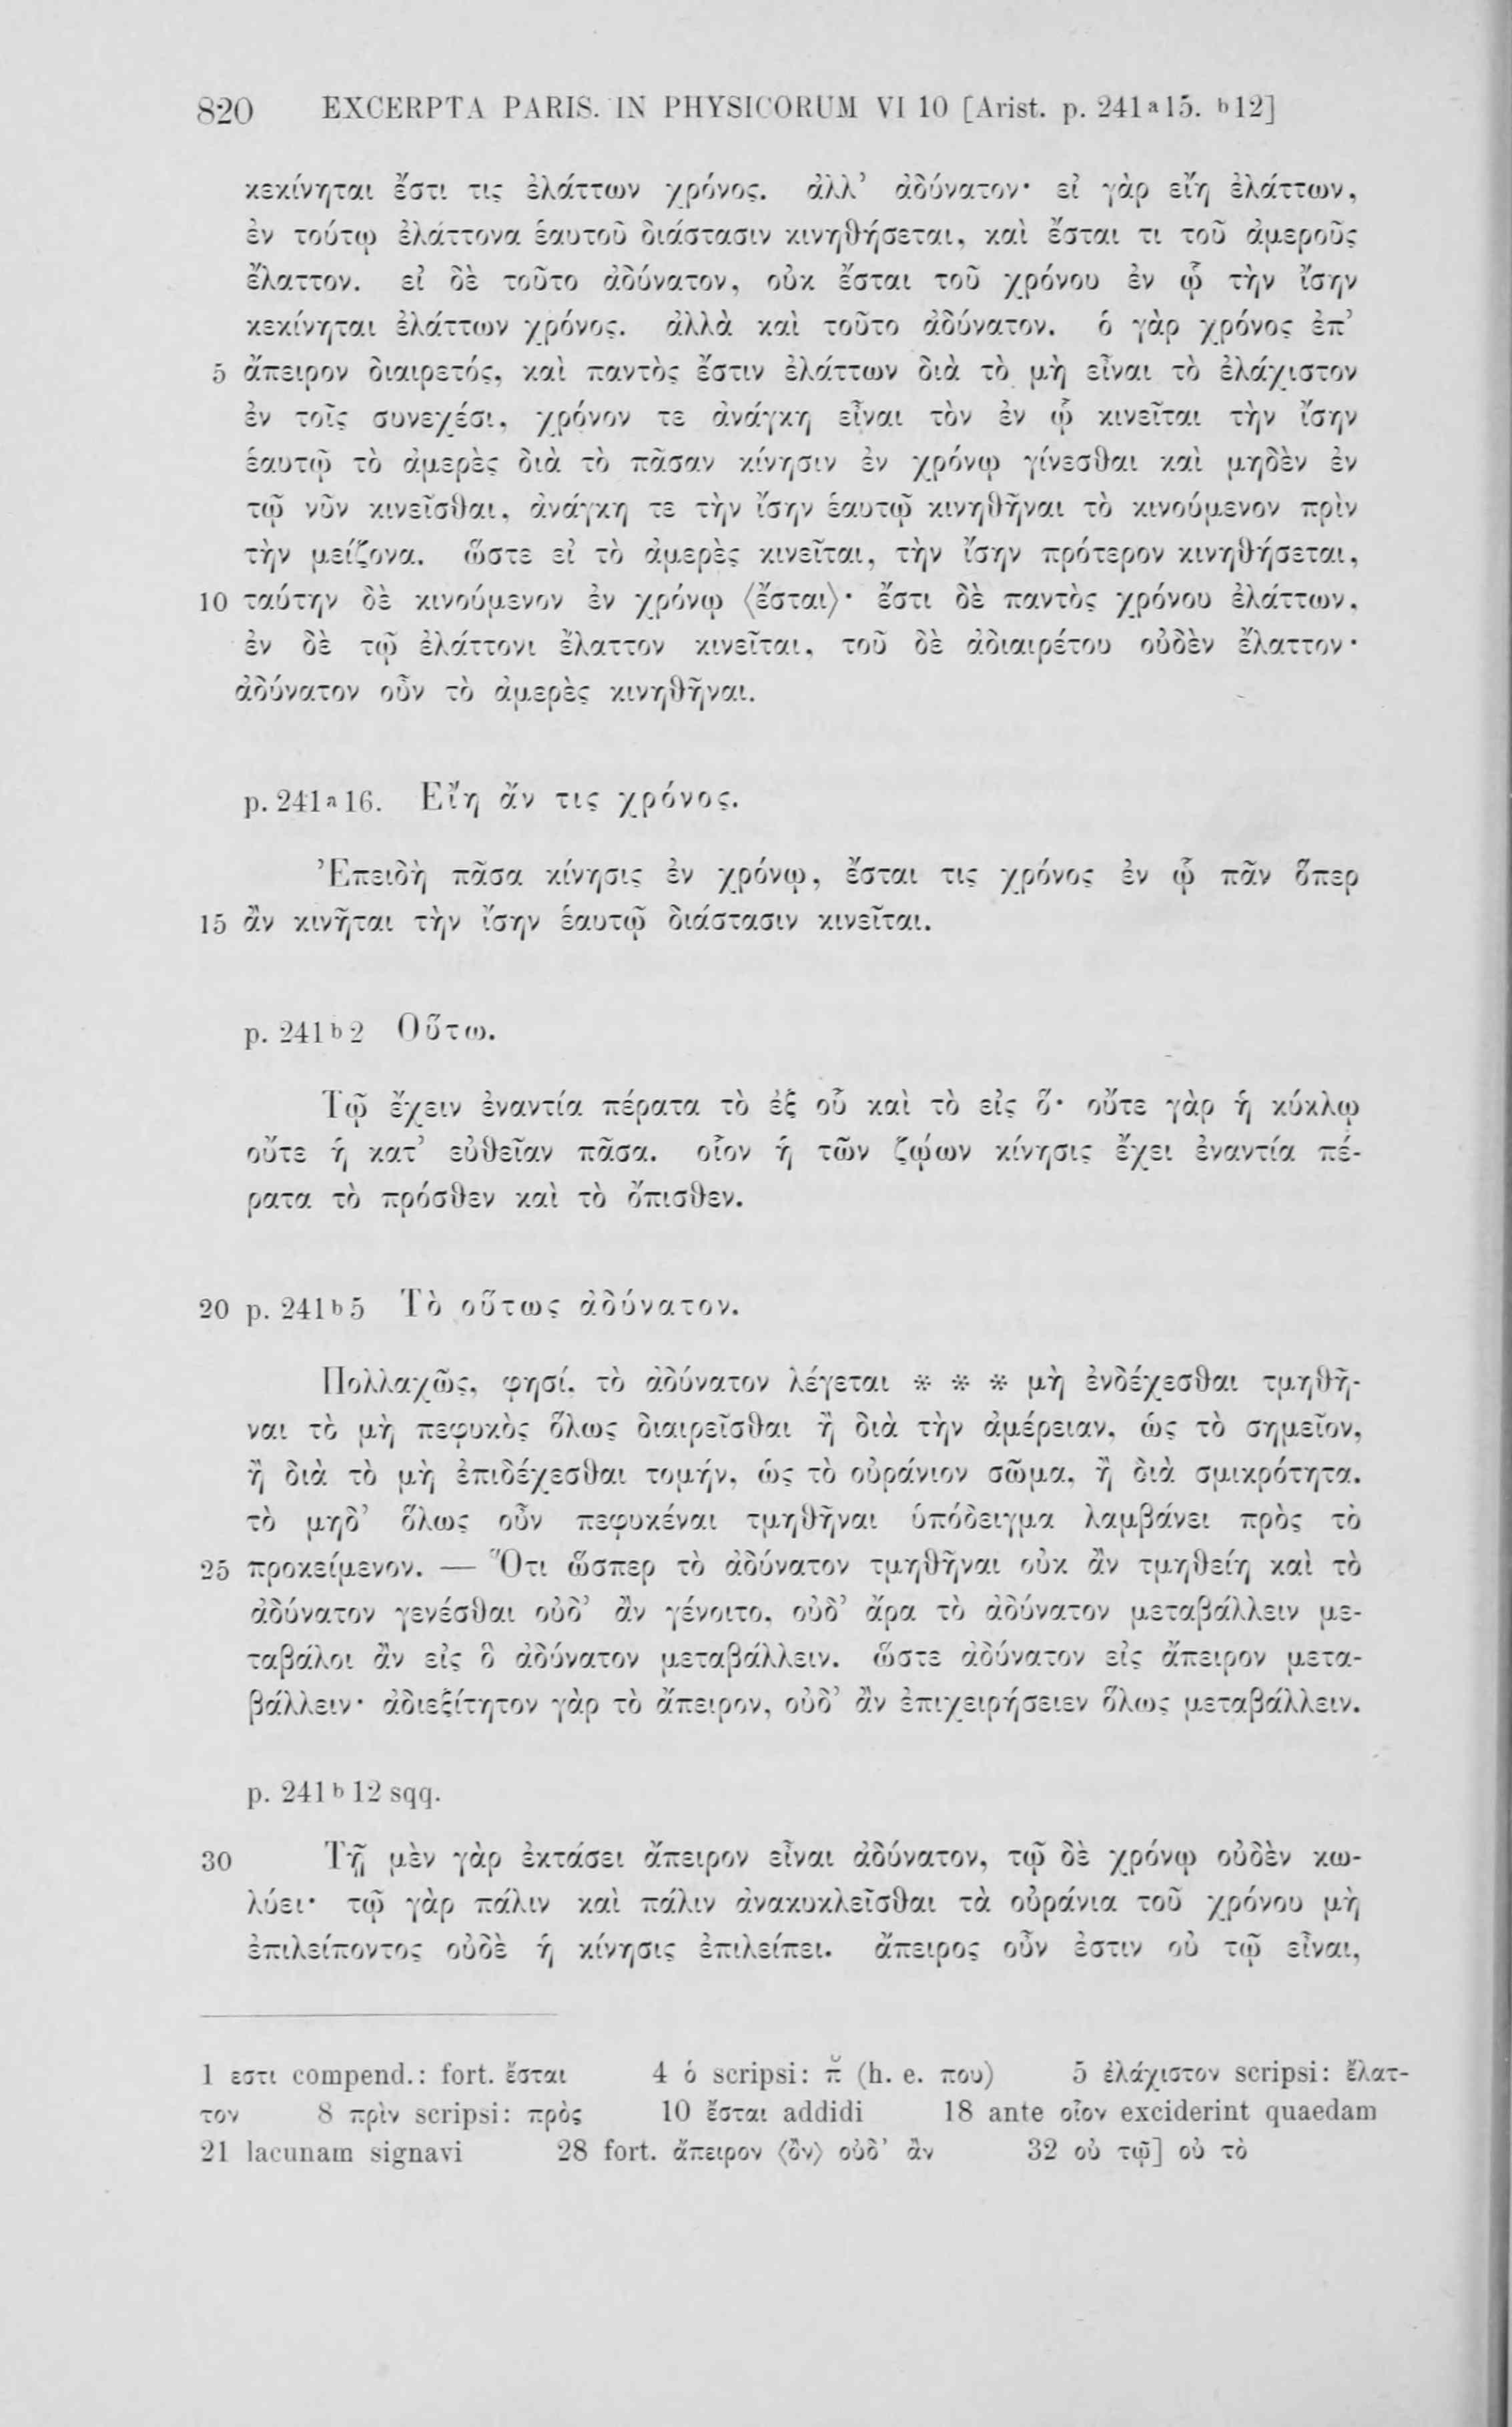 820 EXCERPTA PARIS. IN PHYSICORUM VI 10 [Arist. p. 241ᵃ15. ᵇ12]
κεκίνηται ἔστι τις ἐλάττων χρόνος. ἀλλ’ ἀδύνατον· εἰ γὰρ εἴη ἐλάττων,
ἐν τούτῳ ἐλάττονα ἑαυτοῦ διάστασιν κινηθήσεται, καὶ ἔσται τι τοῦ ἀμεροῦς
ἔλαττον. εἰ δὲ τοῦτο ἀδύνατον, οὐκ ἔσται τοῦ χρόνου ἐν ᾧ τὴν ἴσην
κεκίνηται ἐλάττων χρόνος. ἀλλὰ καὶ τοῦτο ἀδύνατον. ὁ γὰρ χρόνος ἐπ’
5 ἄπειρον διαιρετός, καὶ παντὸς ἔστιν ἐλάττων διὰ τὸ μὴ εἶναι τὸ ἐλάχιστον
ἐν τοῖς συνεχέσι, χρόνον τε ἀνάγκη εἶναι τὸν ἐν ᾧ κινεῖται τὴν ἴσην
ἑαυτῷ τὸ ἀμερὲς διὰ τὸ πᾶσαν κίνησιν ἐν χρόνῳ γίνεσθαι καὶ μηδὲν ἐν
τῷ νῦν κινεῖσθαι, ἀνάγκη τε τὴν ἴσην ἑαυτῷ κινηθῆναι τὸ κινούμενον πρὶν
τὴν μείζονα. ὥστε εἰ τὸ ἀμερὲς κινεῖται, τὴν ἴσην πρότερον κινηθήσεται,
10 ταύτην δὲ κινούμενον ἐν χρόνῳ ⟨ἔσται⟩· ἔστι δὲ παντὸς χρόνου ἐλάττων,
ἐν δὲ τῷ ἐλάττονι ἔλαττον κινεῖται, τοῦ δὲ ἀδιαιρέτου οὐδὲν ἔλαττον·
ἀδύνατον οὖν τὸ ἀμερὲς κινηθῆναι.
p. 241ᵃ16. Εἴη ἄν τις χρόνος.
Ἐπειδὴ πᾶσα κίνησις ἐν χρόνῳ, ἔσται τις χρόνος ἐν ᾧ πᾶν ὅπερ
15 ἂν κινῆται τὴν ἴσην ἑαυτῷ διάστασιν κινεῖται.
p. 241ᵇ2 Οὕτω.
Τῷ ἔχειν ἐναντία πέρατα τὸ ἐξ οὗ καὶ τὸ εἰς ὅ· οὔτε γὰρ ἡ κύκλῳ
οὔτε ἡ κατ’ εὐθεῖαν πᾶσα. οἷον ἡ τῶν ζῴων κίνησις ἔχει ἐναντία πέ-
ρατα τὸ πρόσθεν καὶ τὸ ὄπισθεν.
20 p. 241ᵇ5 Τὸ οὕτως ἀδύνατον.
Πολλαχῶς, φησί, τὸ ἀδύνατον λέγεται * * * μὴ ἐνδέχεσθαι τμηθῆ-
ναι τὸ μὴ πεφυκὸς ὅλως διαιρεῖσθαι ἢ διὰ τὴν ἀμέρειαν, ὡς τὸ σημεῖον,
ἢ διὰ τὸ μὴ ἐπιδέχεσθαι τομήν, ὡς τὸ οὐράνιον σῶμα, ἢ διὰ σμικρότητα.
τὸ μηδ’ ὅλως οὖν πεφυκέναι τμηθῆναι ὑπόδειγμα λαμβάνει πρὸς τὸ
25 προκείμενον. — Ὅτι ὥσπερ τὸ ἀδύνατον τμηθῆναι οὐκ ἂν τμηθείη καὶ τὸ
ἀδύνατον γενέσθαι οὐδ’ ἂν γένοιτο, οὐδ’ ἄρα τὸ ἀδύνατον μεταβάλλειν με-
ταβάλοι ἂν εἰς ὃ ἀδύνατον μεταβάλλειν. ὥστε ἀδύνατον εἰς ἄπειρον μετα-
βάλλειν· ἀδιεξίτητον γὰρ τὸ ἄπειρον, οὐδ’ ἂν ἐπιχειρήσειεν ὅλως μεταβάλλειν.
p. 241ᵇ12 sqq.
30 Τῇ μὲν γὰρ ἐκτάσει ἄπειρον εἶναι ἀδύνατον, τῷ δὲ χρόνῳ οὐδὲν κω-
λύει· τῷ γὰρ πάλιν καὶ πάλιν ἀνακυκλεῖσθαι τὰ οὐράνια τοῦ χρόνου μὴ
ἐπιλείποντος οὐδὲ ἡ κίνησις ἐπιλείπει. ἄπειρος οὖν ἐστιν οὐ τῷ εἶναι,
1 εστι compend.: fort. ἔσται 4 ὁ scripsi: π̆ (h. e. που) 5 ἐλάχιστον scripsi: ἔλατ-
τον 8 πρὶν scripsi: πρὸς 10 ἔσται addidi 18 ante οἷον exciderint quaedam
21 lacunam signavi 28 fort. ἄπειρον ⟨ὂν⟩ οὐδ’ ἂν 32 οὐ τῷ] οὐ τὸ